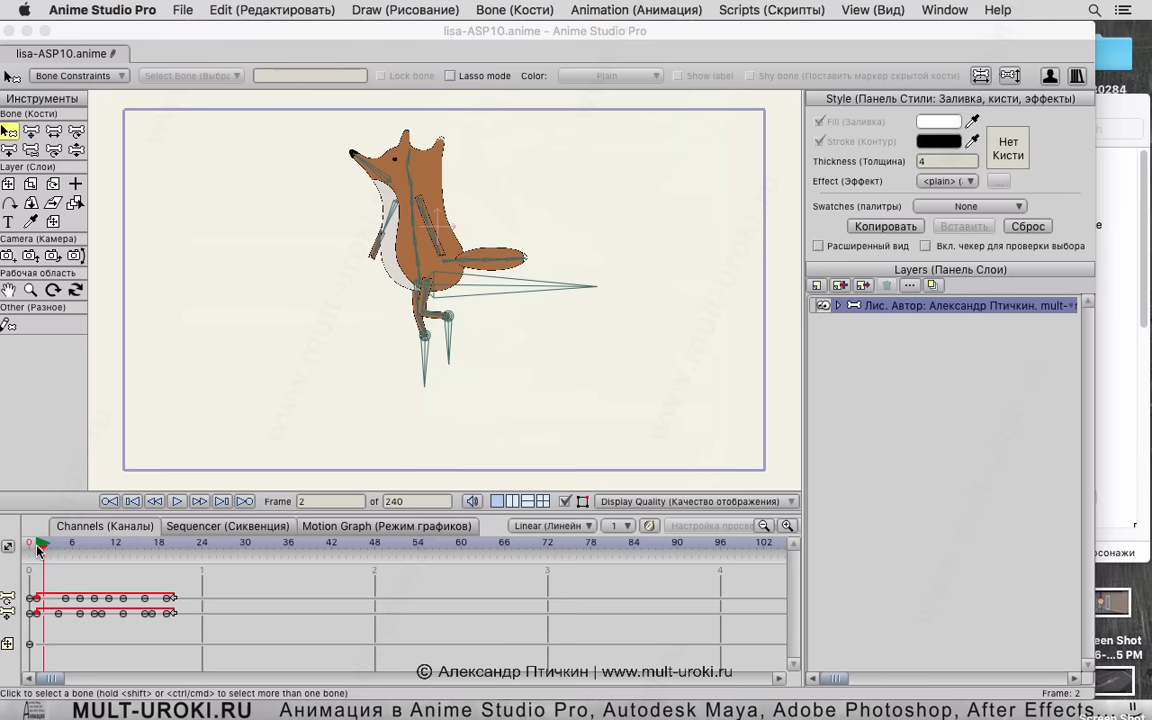 Anime Studio Pro File Edit (Редактировать) Draw (Рисование) Bone (Кости) Animation (Анимация) Scripts (Скрипты) View (Вид) Window Help
lisa-ASP10.anime - Anime Studio Pro
lisa-ASP10.anime
20284
Bone Constraints Lock bone Lasso mode Color: Plain Show label Shy bone (Поставить маркер скрытой кости)
Инструменты
Bone (Кости)
Layer (Слои)
T
Camera (Камера)
Рабочая область
Other (Разное)
Style (Панель Стили: Заливка, кисти, эффекты)
Fill (Заливка)
Stroke (Контур)
Нет Кисти
Thickness (Толщина) 4
Effect (Эффект) <plain> (
Swatches (палитры) None
Копировать Вставить Сброс
Расширенный вид Вкл. чекер для проверки выбора
Layers (Панель Слои)
Лис. Автор: Александр Птичкин. mult-
Frame 2 of 240 Display Quality (Качество отображения)
Channels (Каналы) Sequencer (Сиквенция) Motion Graph (Режим графиков) Linear (Линейн 1
0 6 12 18 24 30 36 42 48 54 60 66 72 78 84 90 96 102
0 1 2 3 4
© Александр Птичкин | www.mult-uroki.ru
Click to select a bone (hold <shift> or <ctrl/cmd> to select more than one bone) Frame: 2
MULT-UROKI.RU Анимация в Anime Studio Pro, Autodesk Maya, Adobe Photoshop, After Effects...